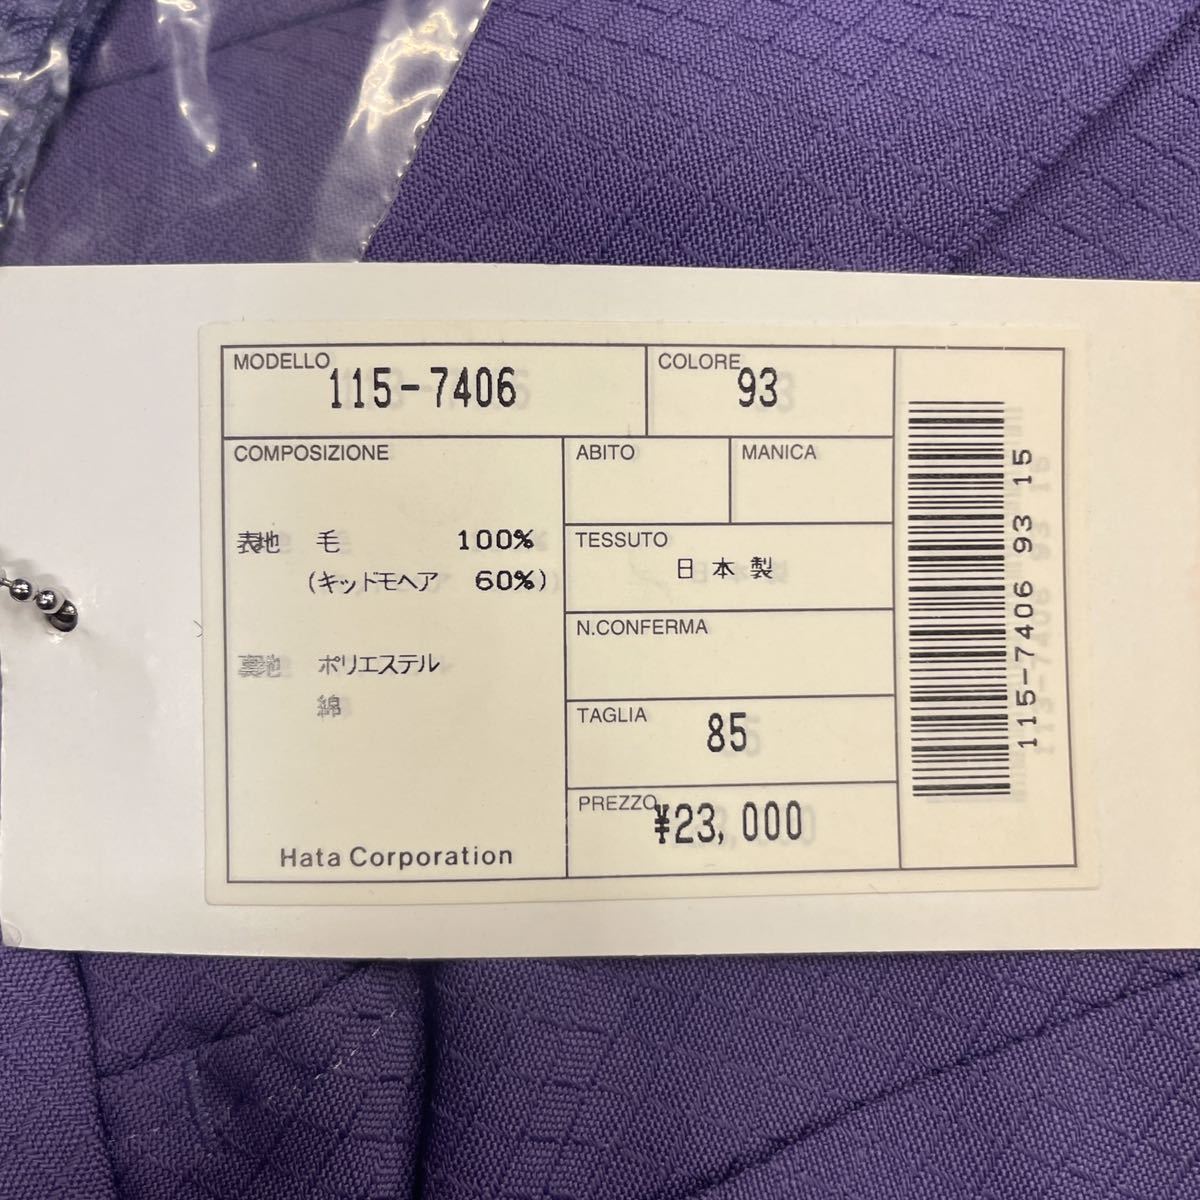 MODELLO
115-7406
COLORE
93
COMPOSIZIONE
表地 毛 100%
(キッドモヘア 60%)
裏地 ポリエステル
綿
Hata Corporation
ABITO
MANICA
TESSUTO
日本製
N.CONFERMA
TAGLIA
85
PREZZO
¥23,000
115-7406 93 15